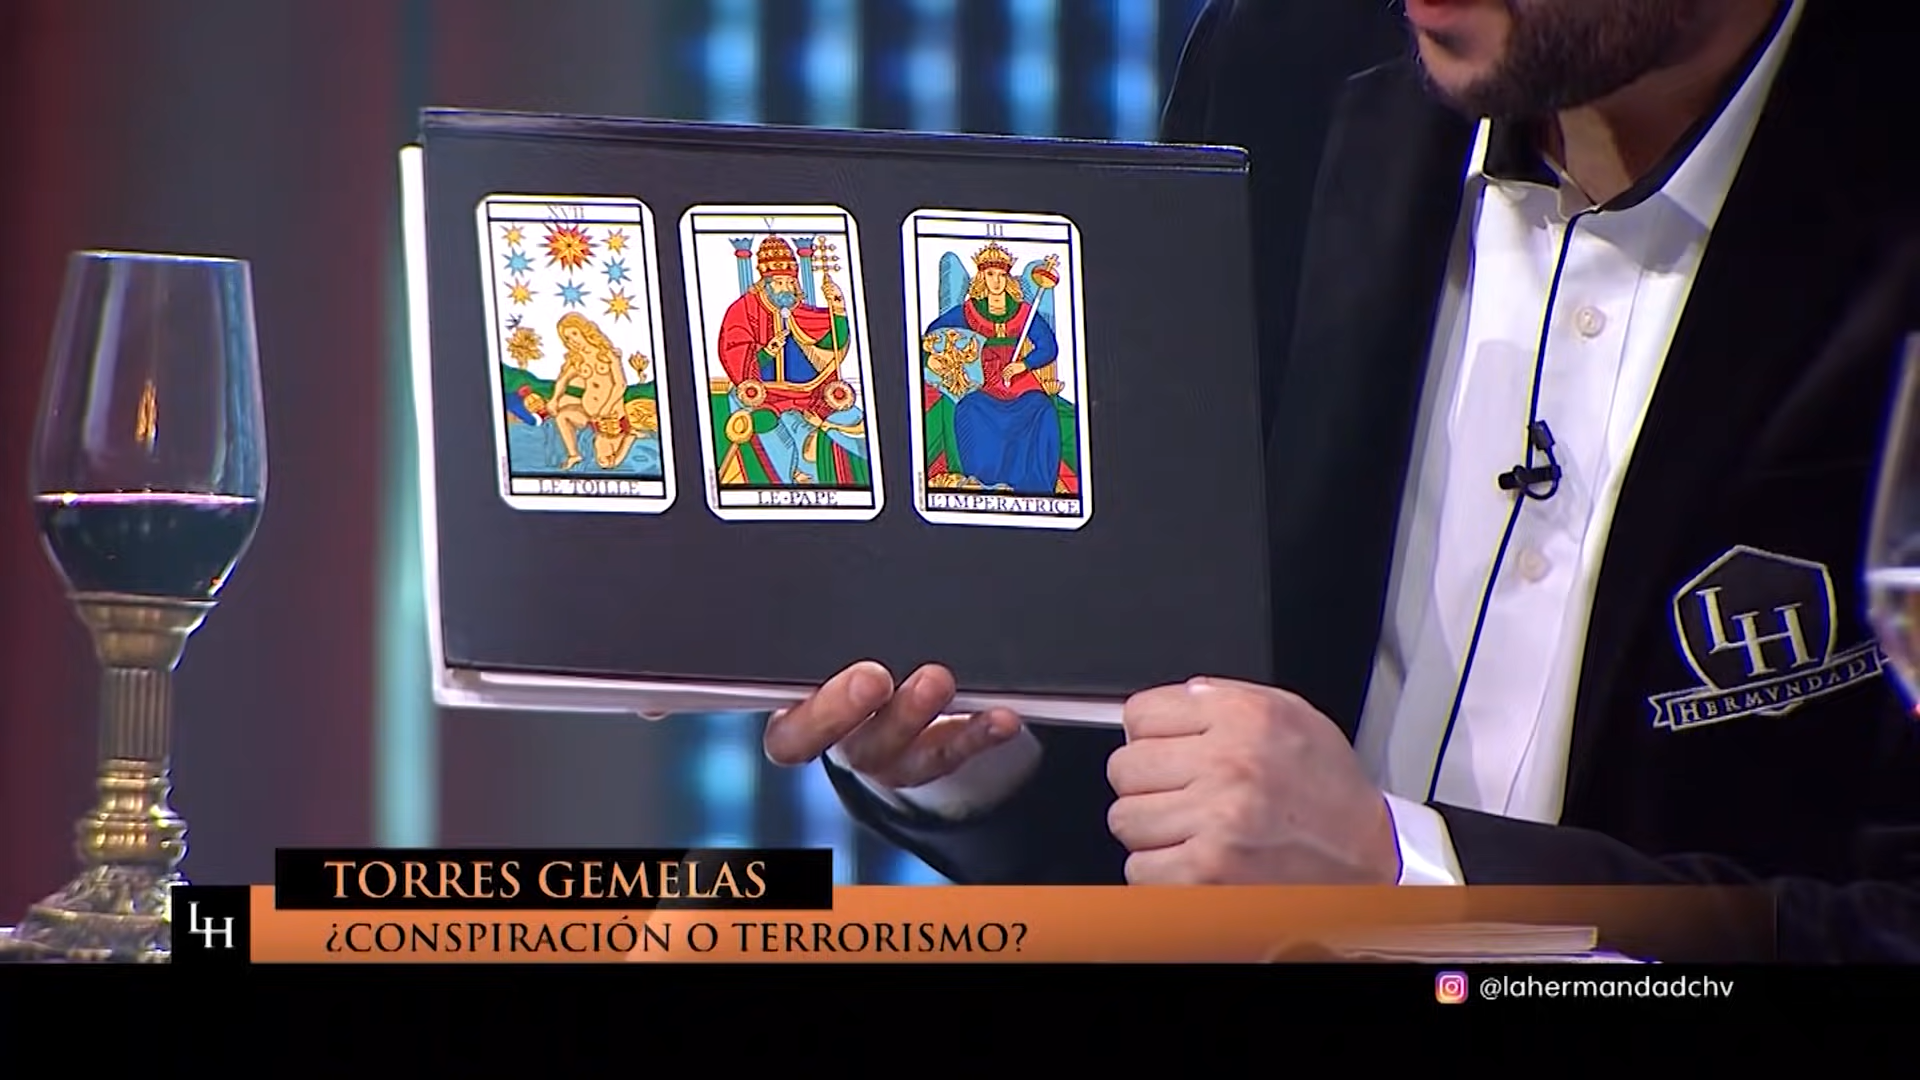 XVII
V
III
LE TOILLE
LE·PAPE
L'IMPERATRICE
LH
HERMVNDAD
TORRES GEMELAS
LH
¿CONSPIRACIÓN O TERRORISMO?
@lahermandadchv